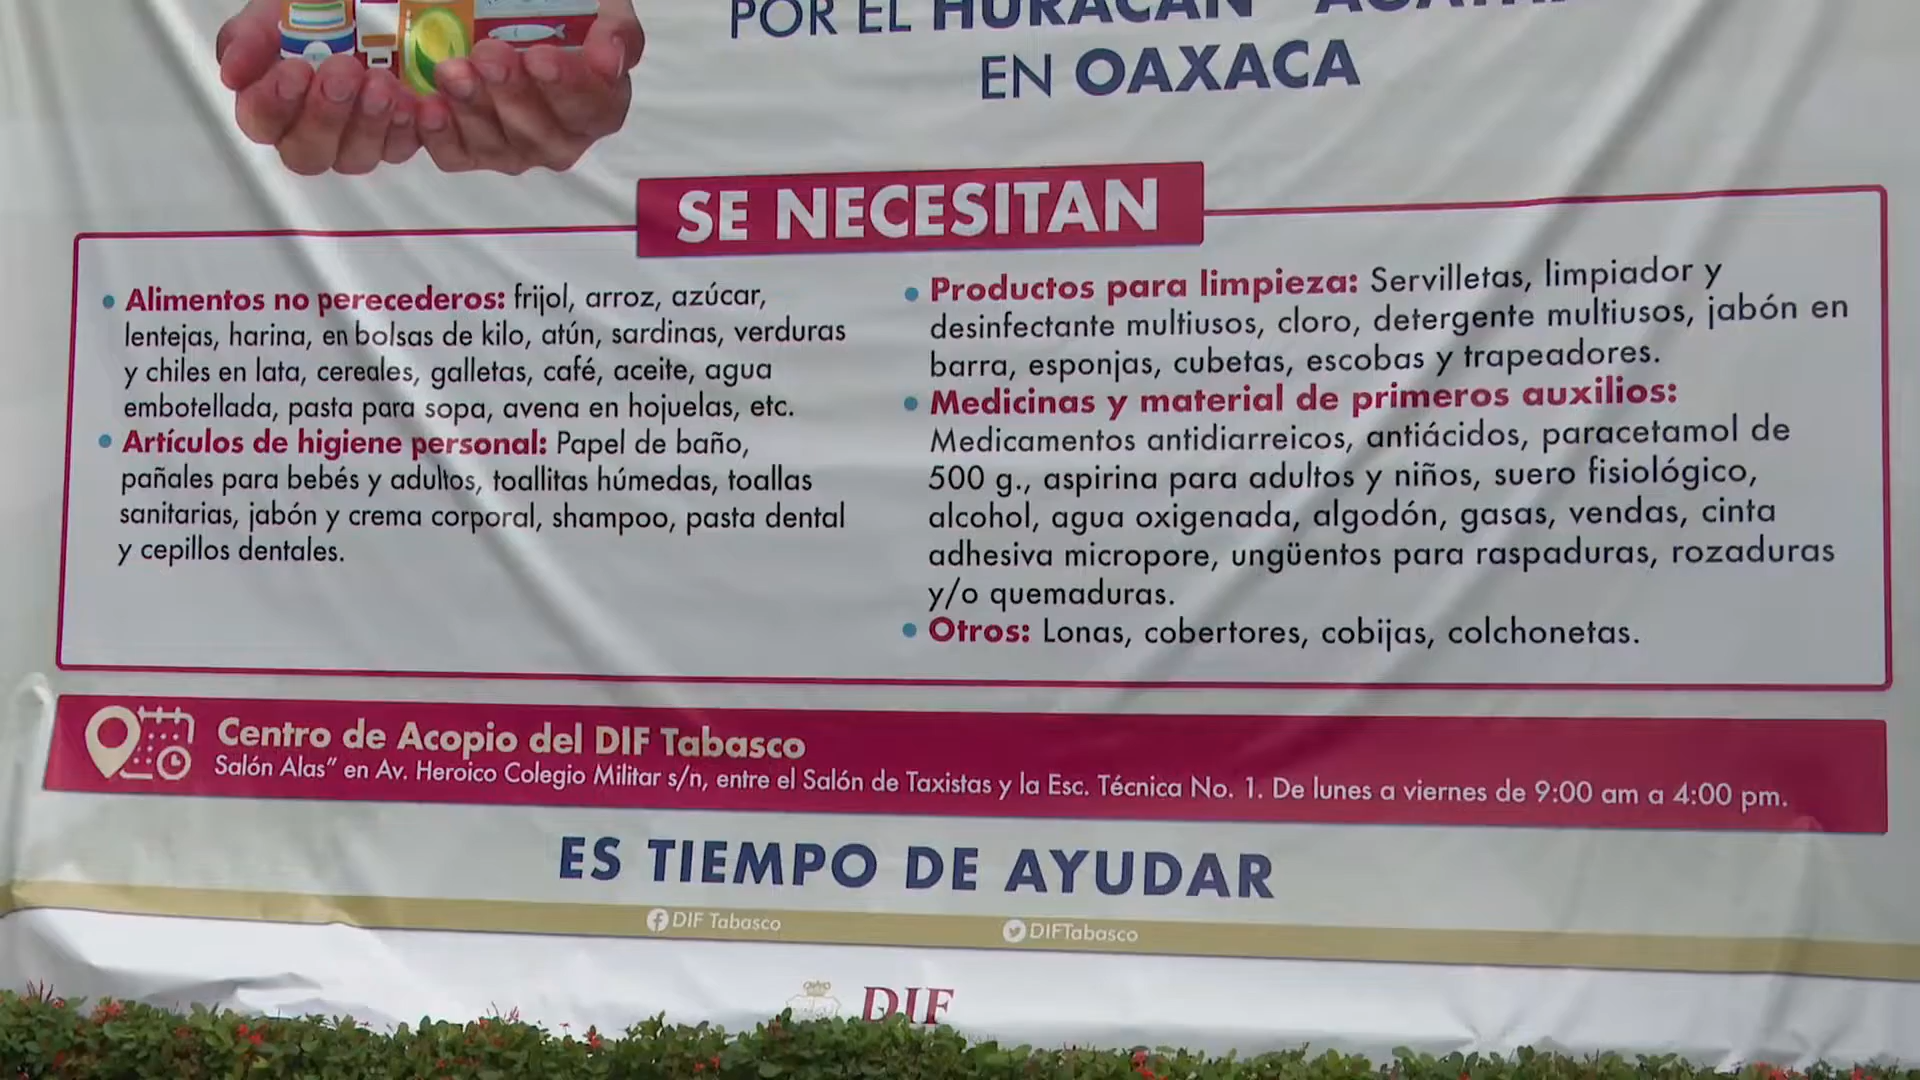 POR EL HURACÁN
EN OAXACA
SE NECESITAN
• Alimentos no perecederos: frijol, arroz, azúcar,
lentejas, harina, en bolsas de kilo, atún, sardinas, verduras
y chiles en lata, cereales, galletas, café, aceite, agua
embotellada, pasta para sopa, avena en hojuelas, etc.
• Artículos de higiene personal: Papel de baño,
pañales para bebés y adultos, toallitas húmedas, toallas
sanitarias, jabón y crema corporal, shampoo, pasta dental
y cepillos dentales.
• Productos para limpieza: Servilletas, limpiador y
desinfectante multiusos, cloro, detergente multiusos, jabón en
barra, esponjas, cubetas, escobas y trapeadores.
• Medicinas y material de primeros auxilios:
Medicamentos antidiarreicos, antiácidos, paracetamol de
500 g., aspirina para adultos y niños, suero fisiológico,
alcohol, agua oxigenada, algodón, gasas, vendas, cinta
adhesiva micropore, ungüentos para raspaduras, rozaduras
y/o quemaduras.
• Otros: Lonas, cobertores, cobijas, colchonetas.
Centro de Acopio del DIF Tabasco
Salón Alas” en Av. Heroico Colegio Militar s/n, entre el Salón de Taxistas y la Esc. Técnica No. 1. De lunes a viernes de 9:00 am a 4:00 pm.
ES TIEMPO DE AYUDAR
DIF Tabasco
DIFTabasco
DIF